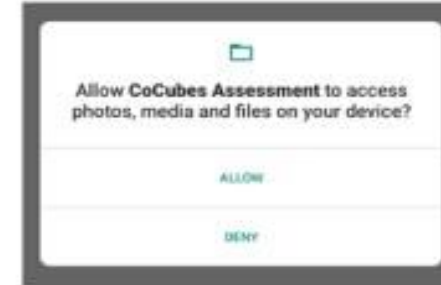 Allow CoCubes Assessment to access
photos, media and files on your device?
ALLOW
DENY